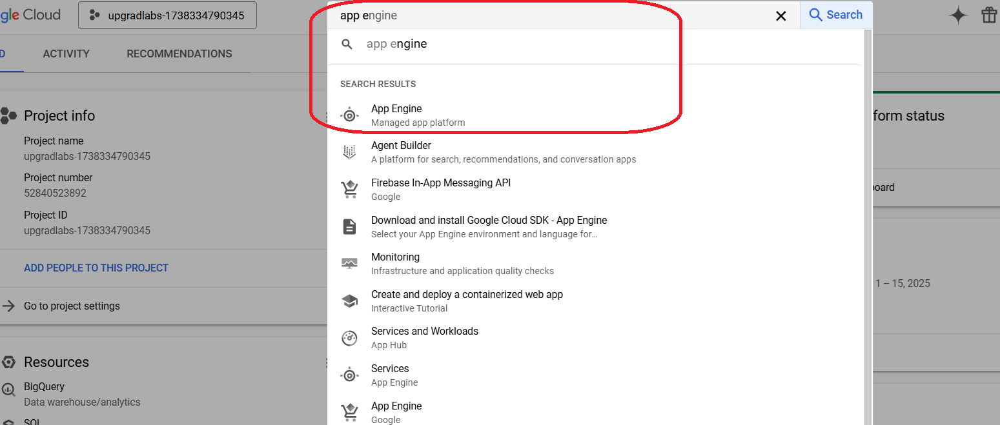 gle Cloud
upgradlabs-1738334790345
app engine
Search
D
ACTIVITY
RECOMMENDATIONS
app engine
SEARCH RESULTS
App Engine
Managed app platform
Agent Builder
A platform for search, recommendations, and conversation apps
Firebase In-App Messaging API
Google
Download and install Google Cloud SDK - App Engine
Select your App Engine environment and language for…
Monitoring
Infrastructure and application quality checks
Create and deploy a containerized web app
Interactive Tutorial
Services and Workloads
App Hub
Services
App Engine
App Engine
Google
Project info
Project name
upgradlabs-1738334790345
Project number
52840523892
Project ID
upgradlabs-1738334790345
ADD PEOPLE TO THIS PROJECT
Go to project settings
Resources
BigQuery
Data warehouse/analytics
SQL
form status
board
1 – 15, 2025